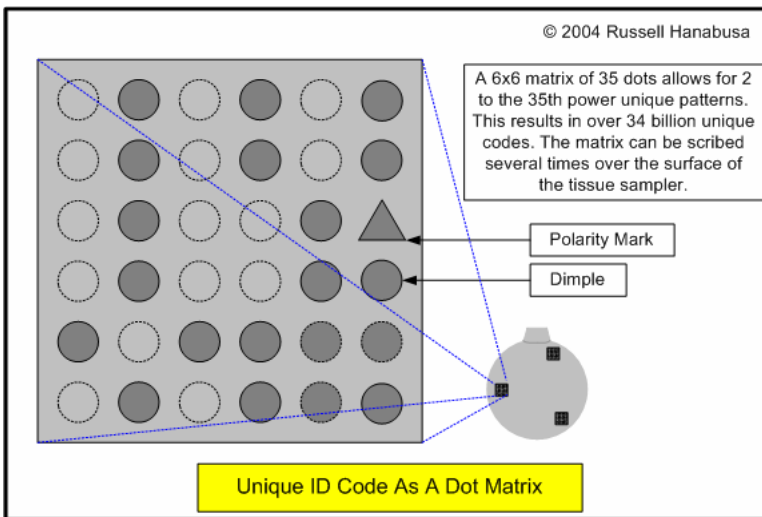 © 2004 Russell Hanabusa
A 6x6 matrix of 35 dots allows for 2
to the 35th power unique patterns.
This results in over 34 billion unique
codes. The matrix can be scribed
several times over the surface of
the tissue sampler.
Polarity Mark
Dimple
Unique ID Code As A Dot Matrix